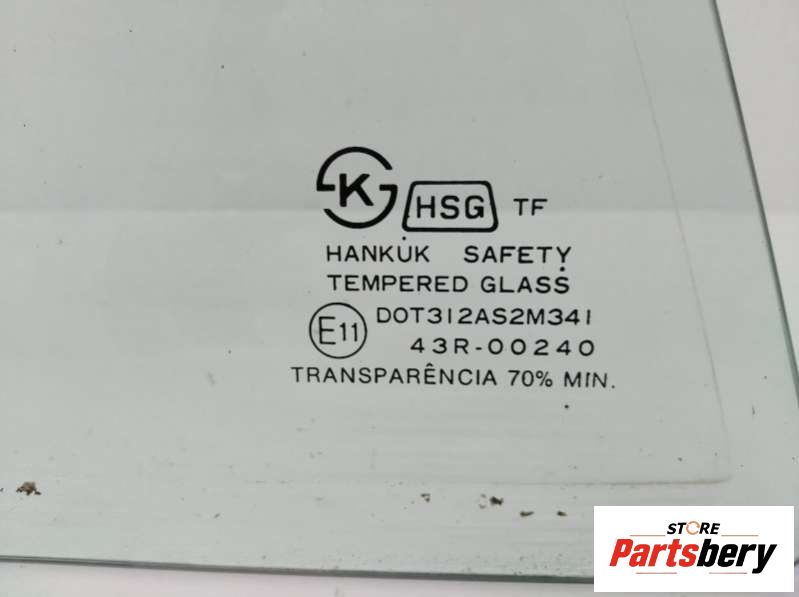 K HSG TF
HANKUK SAFETY
TEMPERED GLASS
E11 DOT312AS2M341
43R-00240
TRANSPARÊNCIA 70% MIN.
STORE
Partsbery